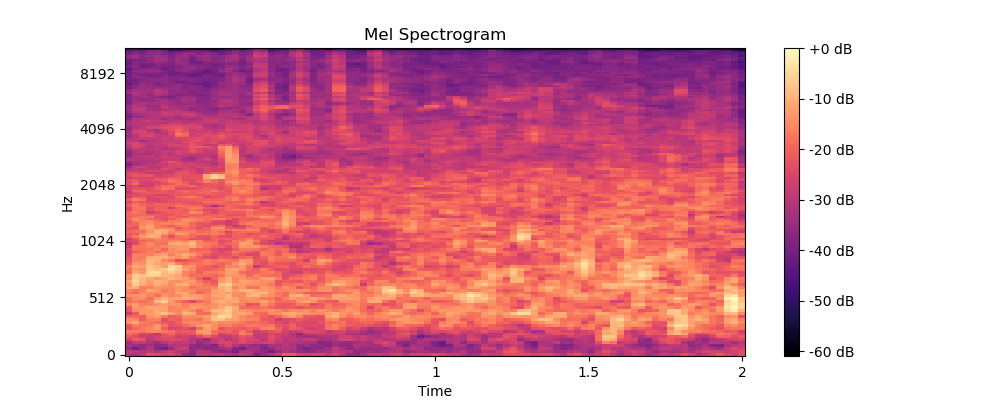 Mel Spectrogram
Hz
8192
4096
2048
1024
512
0
0 0.5 1 1.5 2
Time
+0 dB
-10 dB
-20 dB
-30 dB
-40 dB
-50 dB
-60 dB